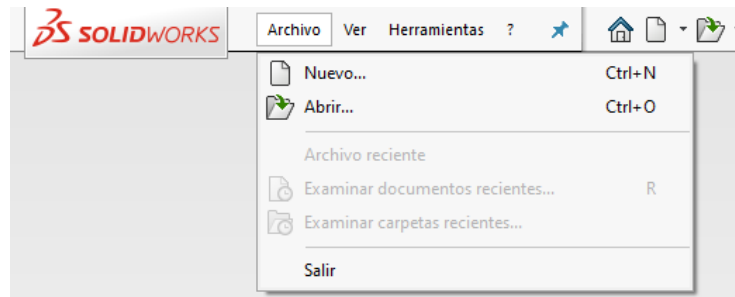 SOLIDWORKS Archivo Ver Herramientas ?
Nuevo... Ctrl+N
Abrir... Ctrl+O
Archivo reciente
Examinar documentos recientes... R
Examinar carpetas recientes...
Salir